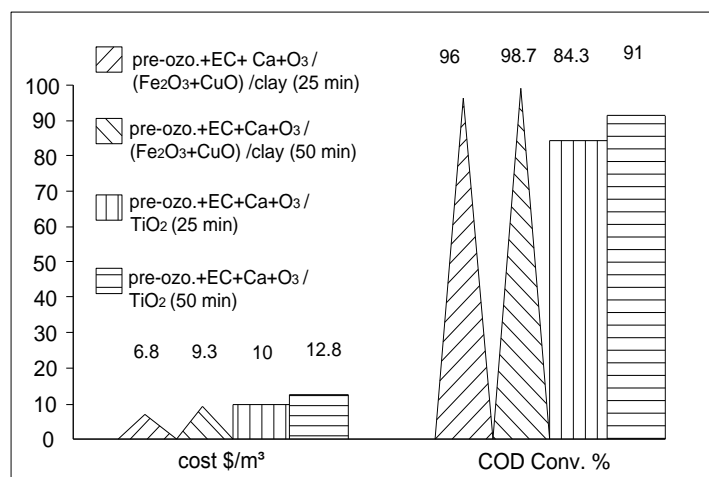 96 98.7 84.3 91
pre-ozo.+EC+ Ca+O₃/
(Fe₂O₃+CuO) /clay (25 min)
pre-ozo.+EC+Ca+O₃/
(Fe₂O₃+CuO) /clay (50 min)
pre-ozo.+EC+Ca+O₃/
TiO₂ (25 min)
pre-ozo.+EC+Ca+O₃/
TiO₂ (50 min)
100
90
80
70
60
50
40
30
20
10
0
6.8 9.3 10 12.8
cost $/m³ COD Conv. %